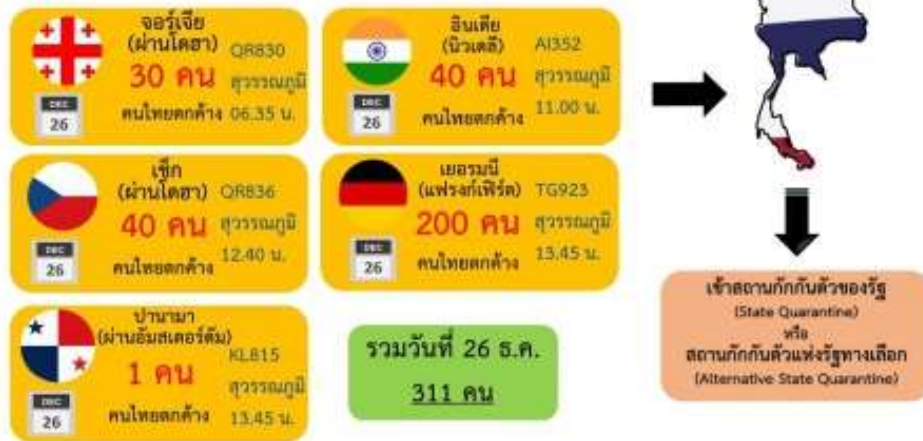 จอร์เจีย
(ผ่านโดฮา) QR830
30 คน สุวรรณภูมิ
คนไทยตกค้าง 06.35 น.
DEC
26
อินเดีย
(นิวเดลี) AI352
40 คน สุวรรณภูมิ
คนไทยตกค้าง 11.00 น.
DEC
26
เช็ก
(ผ่านโดฮา) QR836
40 คน สุวรรณภูมิ
คนไทยตกค้าง 12.40 น.
DEC
26
เยอรมนี
(แฟรงก์เฟิร์ต) TG923
200 คน สุวรรณภูมิ
คนไทยตกค้าง 13.45 น.
DEC
26
ปานามา
(ผ่านอัมสเตอร์ดัม)
KL815
1 คน
สุวรรณภูมิ
คนไทยตกค้าง 13.45 น.
DEC
26
รวมวันที่ 26 ธ.ค.
311 คน
เข้าสถานกักกันตัวของรัฐ
(State Quarantine)
หรือ
สถานกักกันตัวแห่งรัฐทางเลือก
(Alternative State Quarantine)